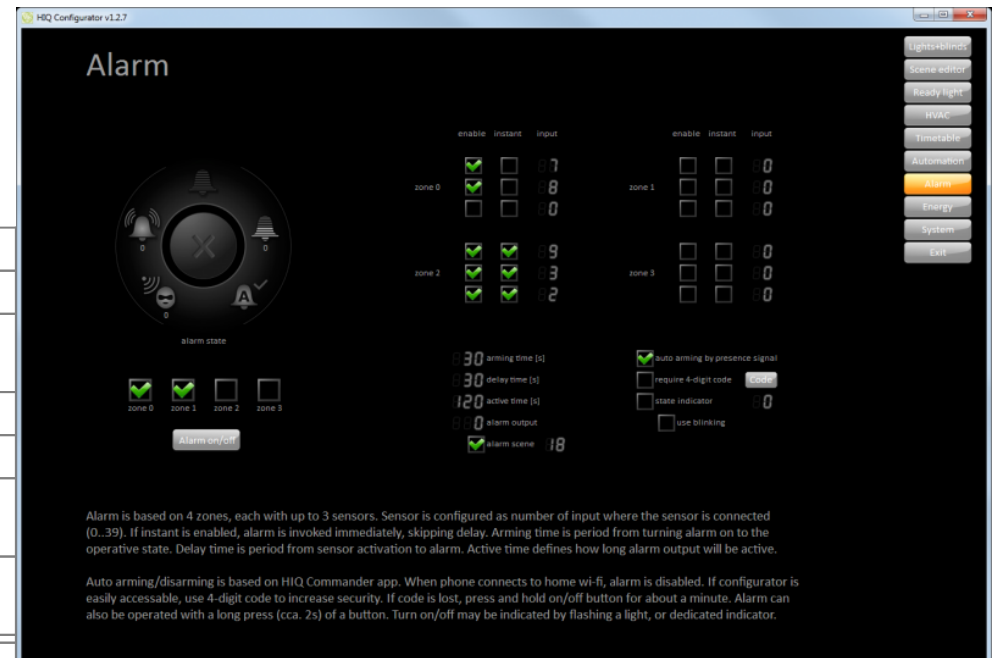 HIQ Configurator v1.2.7
Alarm
Lights+blinds
Scene editor
Ready light
HVAC
Timetable
Automation
Alarm
Energy
System
Exit
enable instant input
enable instant input
zone 0
7
8
0
zone 1
0
0
0
zone 2
9
3
2
zone 3
0
0
0
0
0
0
A
alarm state
zone 0 zone 1 zone 2 zone 3
Alarm on/off
30 arming time [s]
30 delay time [s]
120 active time [s]
0 alarm output
alarm scene 18
auto arming by presence signal
require 4-digit code Code
state indicator 0
use blinking
Alarm is based on 4 zones, each with up to 3 sensors. Sensor is configured as number of input where the sensor is connected
(0..39). If instant is enabled, alarm is invoked immediately, skipping delay. Arming time is period from turning alarm on to the
operative state. Delay time is period from sensor activation to alarm. Active time defines how long alarm output will be active.
Auto arming/disarming is based on HIQ Commander app. When phone connects to home wi-fi, alarm is disabled. If configurator is
easily accessable, use 4-digit code to increase security. If code is lost, press and hold on/off button for about a minute. Alarm can
also be operated with a long press (cca. 2s) of a button. Turn on/off may be indicated by flashing a light, or dedicated indicator.